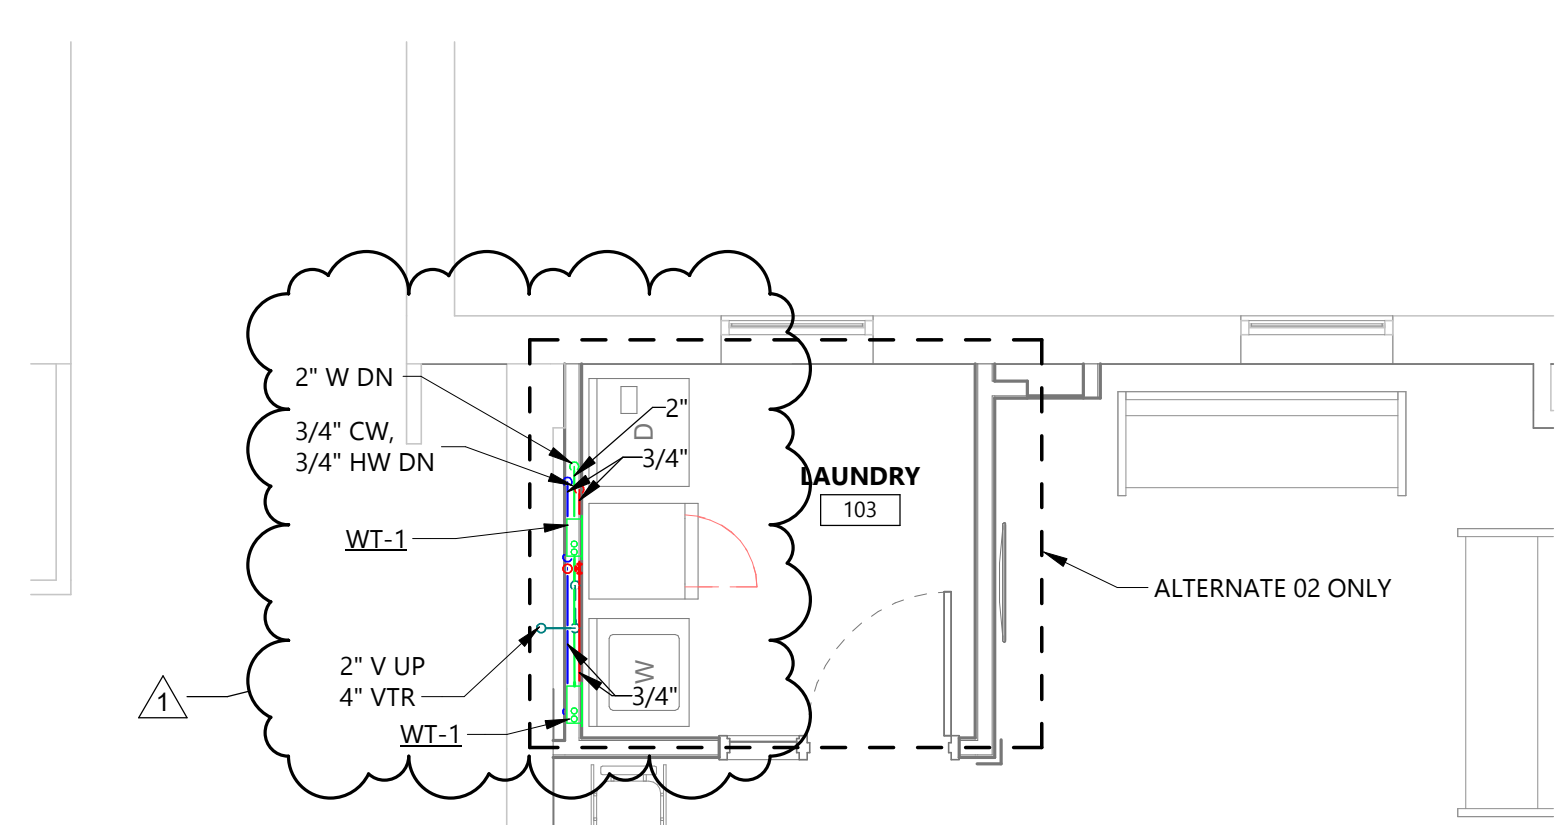 2" W DN
2"
3/4" CW,
3/4" HW DN
D
3/4"
LAUNDRY
103
WT-1
ALTERNATE 02 ONLY
2" V UP
4" VTR
W
3/4"
1
WT-1